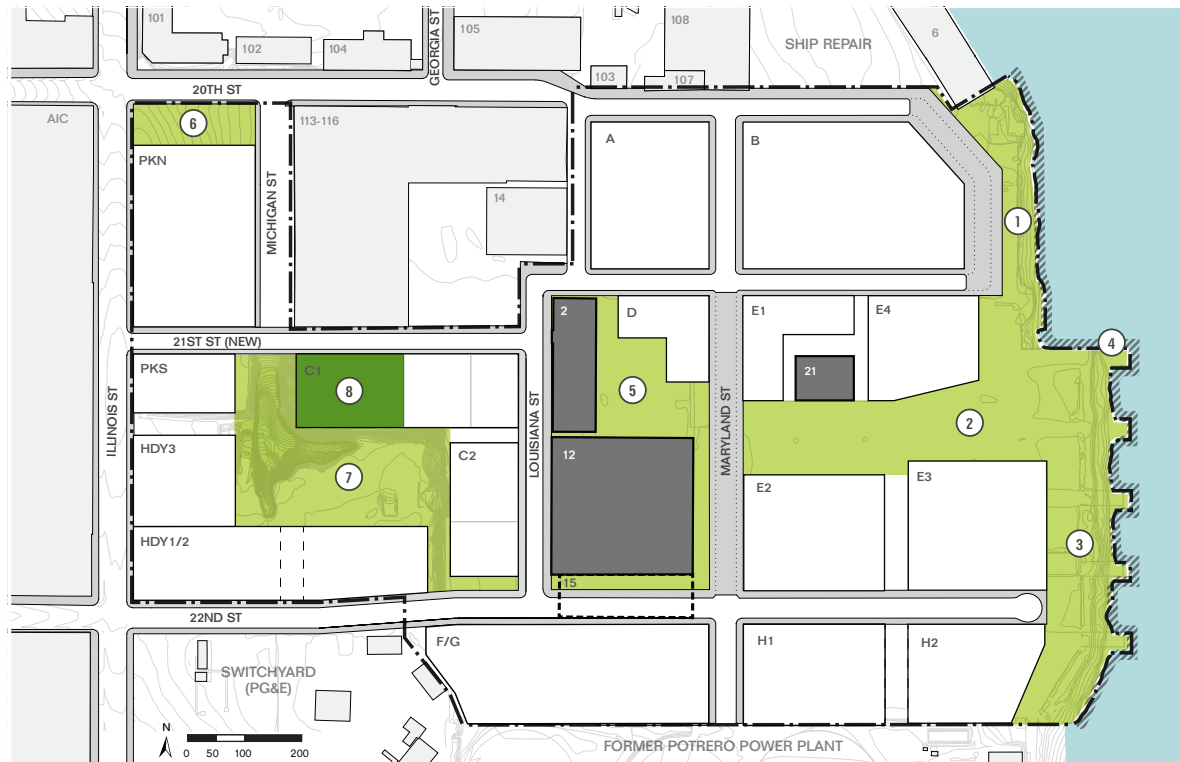 101
102
104
GEORGIA ST
105
108
103
107
SHIP REPAIR
6
20TH ST
AIC
6
PKN
MICHIGAN ST
113-116
14
A
B
1
21ST ST (NEW)
ILLINOIS ST
PKS
C1
8
HDY3
7
C2
HDY1/2
LOUISIANA ST
2
D
5
12
15
MARYLAND ST
E1
E4
21
4
2
E2
E3
3
22ND ST
SWITCHYARD
(PG&E)
F/G
H1
H2
N
0 50 100 200
FORMER POTRERO POWER PLANT